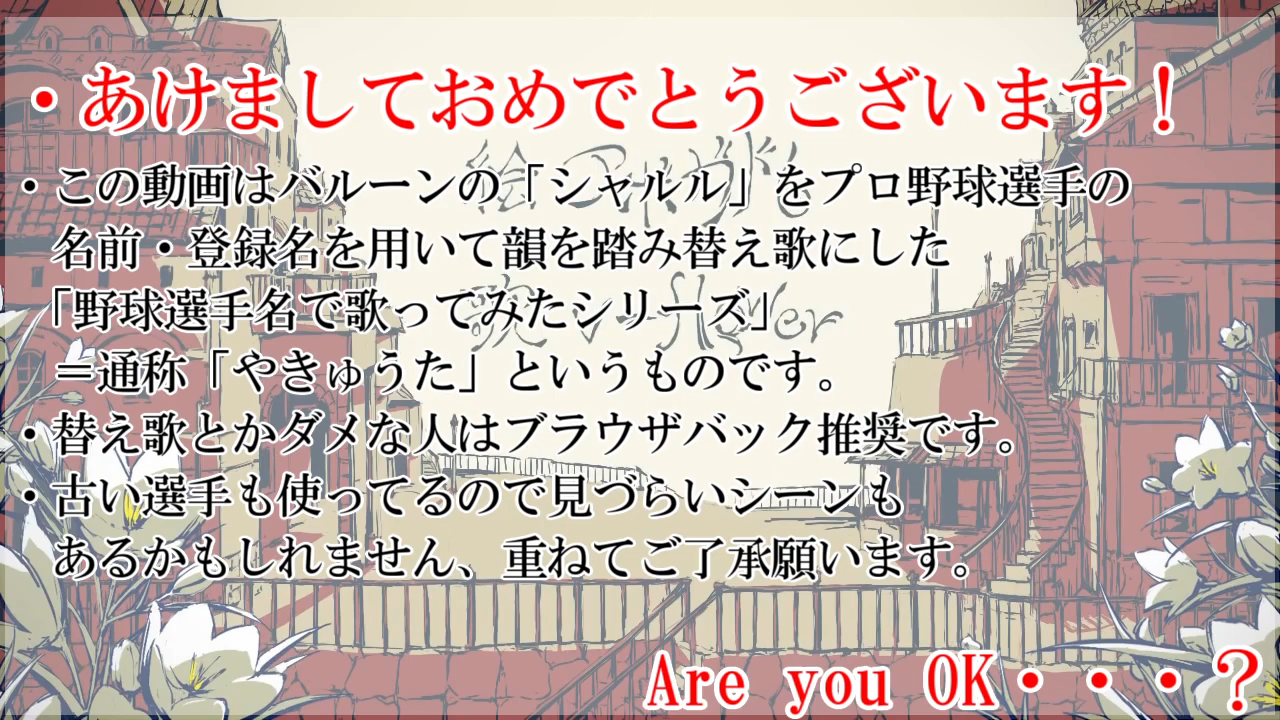 ・あけましておめでとうございます！
・この動画はバルーンの「シャルル」をプロ野球選手の
名前・登録名を用いて韻を踏み替え歌にした
「野球選手名で歌ってみたシリーズ」
＝通称「やきゅうた」というものです。
・替え歌とかダメな人はブラウザバック推奨です。
・古い選手も使ってるので見づらいシーンも
あるかもしれません、重ねてご了承願います。
Are you OK・・・？